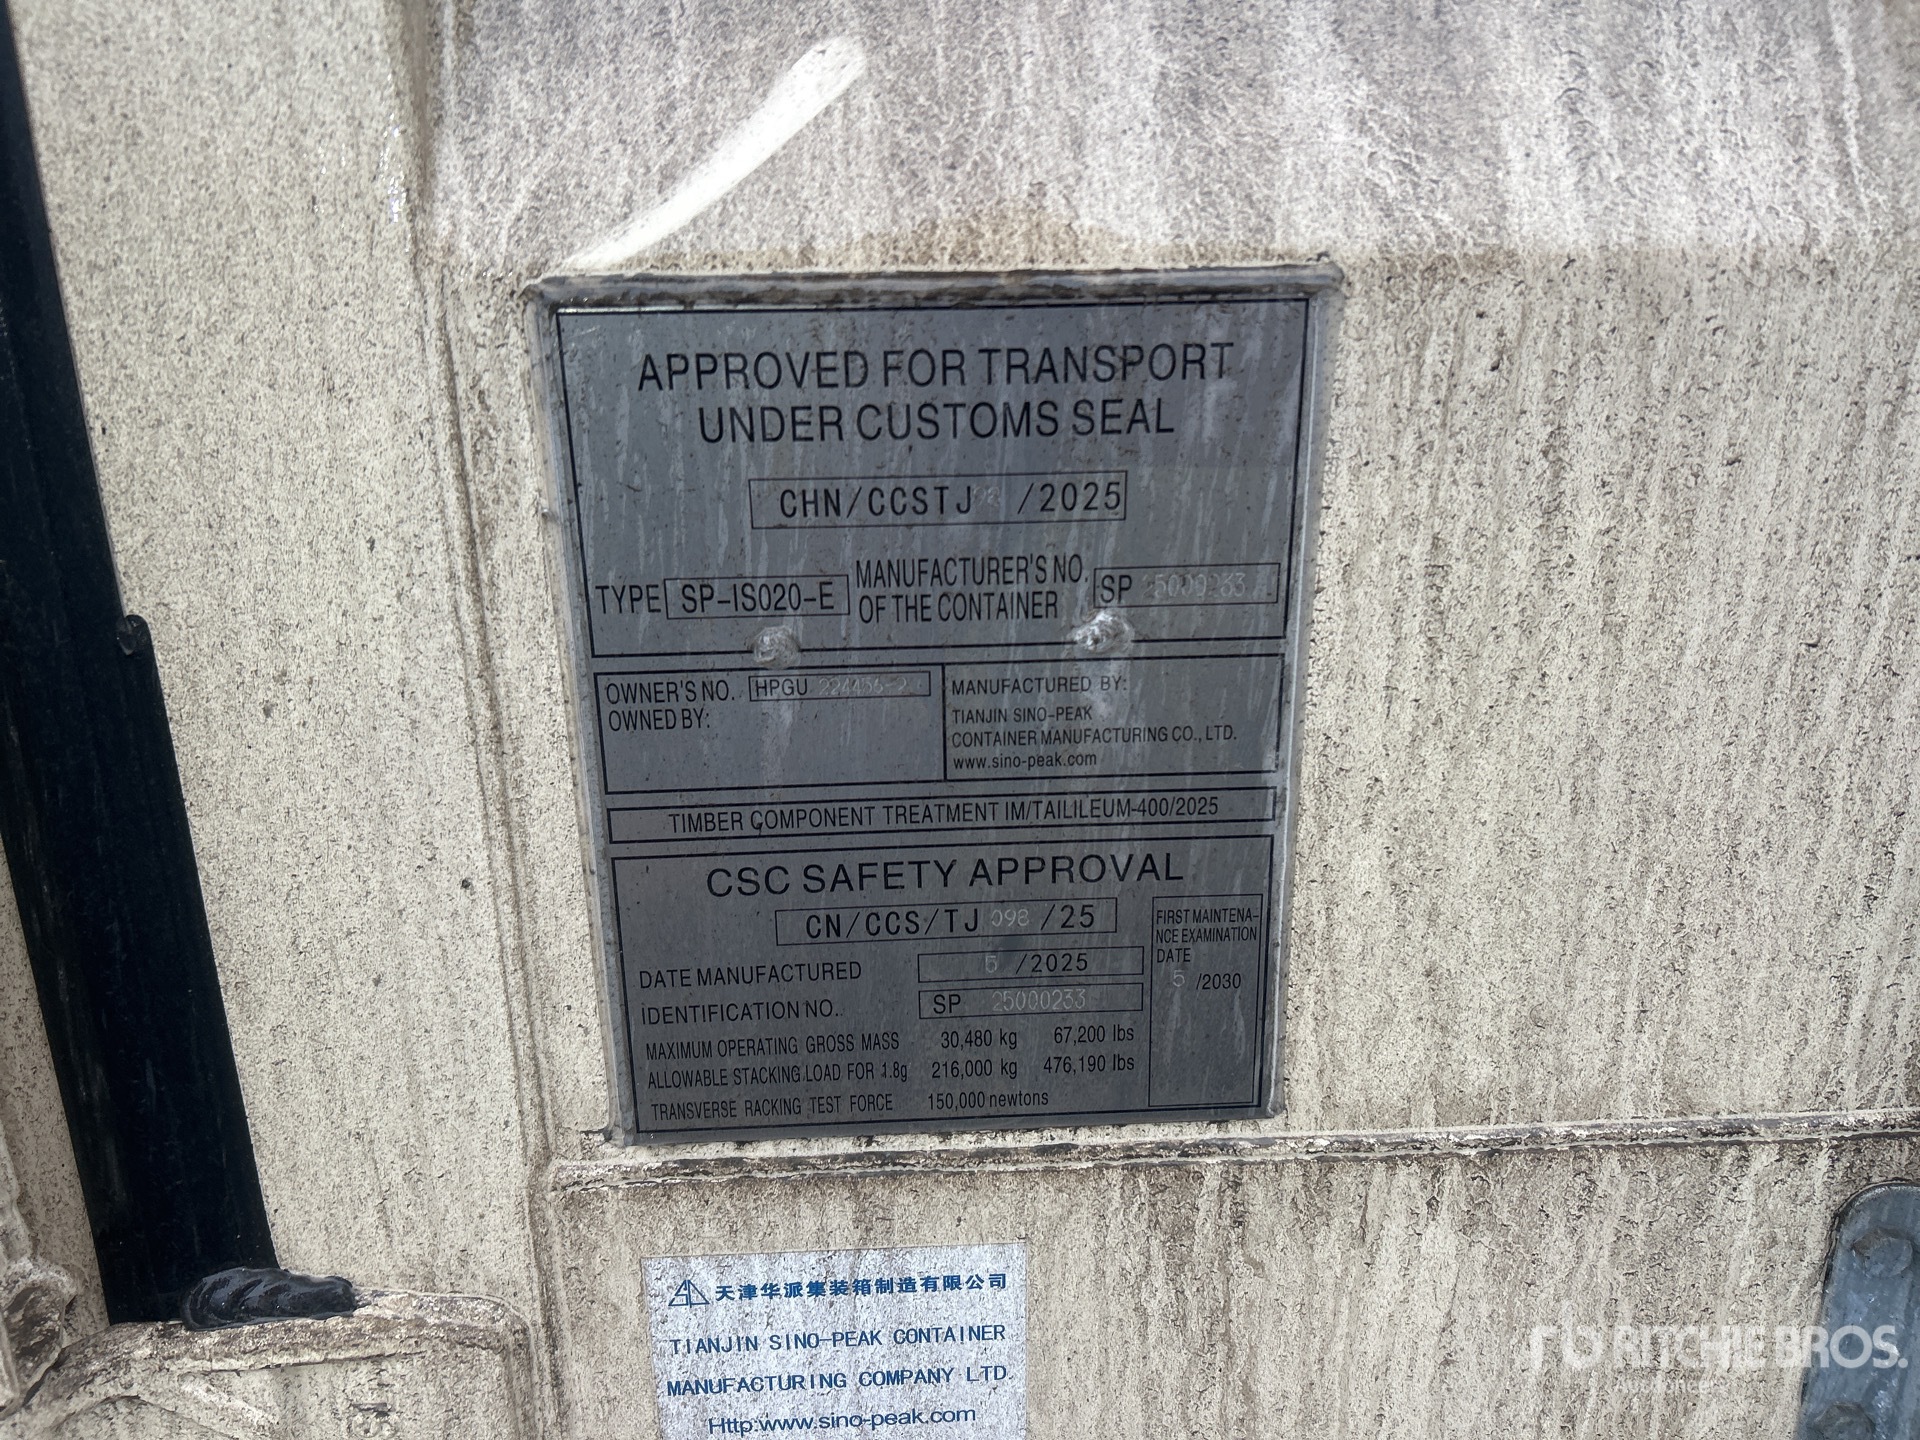 APPROVED FOR TRANSPORT
UNDER CUSTOMS SEAL
CHN/CCSTJ /2025
TYPE SP-IS020-E MANUFACTURER'S NO. OF THE CONTAINER SP 25000233
OWNER'S NO. HPGU
OWNED BY:
MANUFACTURED BY:
TIANJIN SINO-PEAK
CONTAINER MANUFACTURING CO., LTD.
www.sino-peak.com
TIMBER COMPONENT TREATMENT IM/TAILILEUM-400/2025
CSC SAFETY APPROVAL
CN/CCS/TJ 098 /25
DATE MANUFACTURED 5 /2025
IDENTIFICATION NO.. SP 25000233
MAXIMUM OPERATING GROSS MASS 30,480 kg 67,200 lbs
ALLOWABLE STACKING LOAD FOR 1.8g 216,000 kg 476,190 lbs
TRANSVERSE RACKING TEST FORCE 150,000 newtons
FIRST MAINTENA-
NCE EXAMINATION
DATE
5 /2030
天津华派集装箱制造有限公司
TIANJIN SINO-PEAK CONTAINER
MANUFACTURING COMPANY LTD.
Http:www.sino-peak.com
RITCHIE BROS.